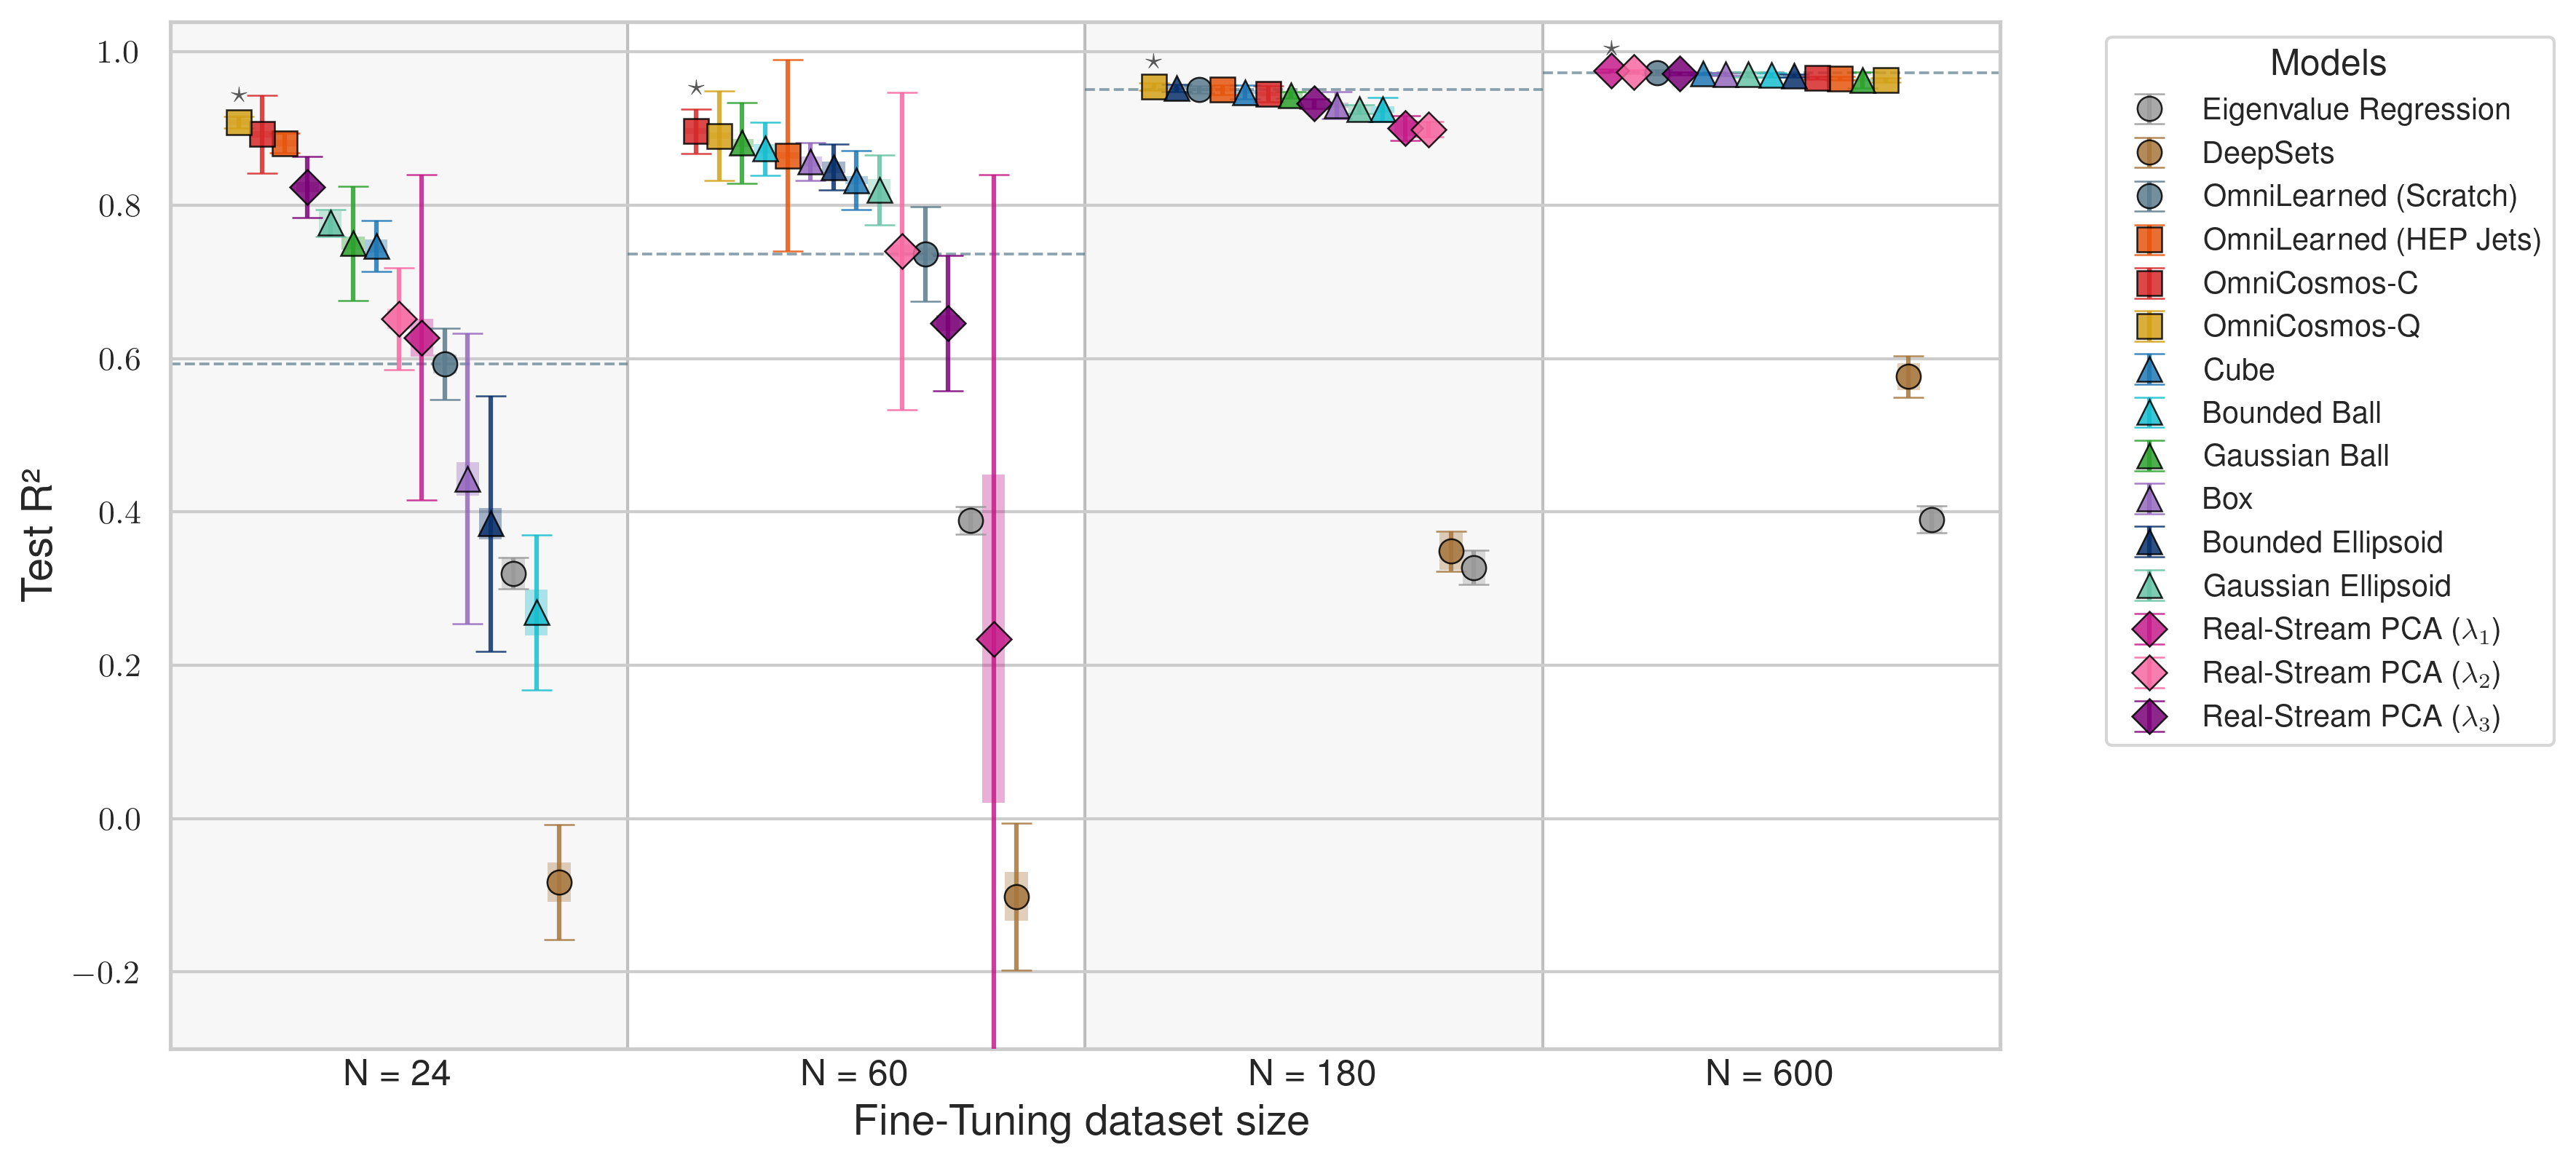 Test R²
1.0
0.8
0.6
0.4
0.2
0.0
−0.2
N = 24
N = 60
N = 180
N = 600
Fine-Tuning dataset size
Models
Eigenvalue Regression
DeepSets
OmniLearned (Scratch)
OmniLearned (HEP Jets)
OmniCosmos-C
OmniCosmos-Q
Cube
Bounded Ball
Gaussian Ball
Box
Bounded Ellipsoid
Gaussian Ellipsoid
Real-Stream PCA (λ₁)
Real-Stream PCA (λ₂)
Real-Stream PCA (λ₃)